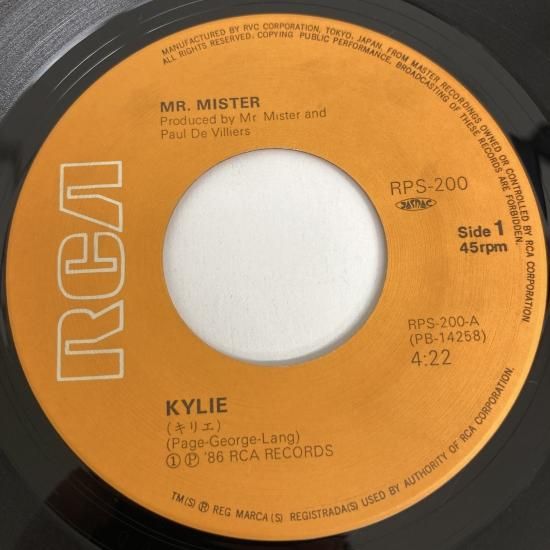 MANUFACTURED BY RVC CORPORATION, TOKYO, JAPAN, FROM MASTER RECORDINGS OWNED OR CONTROLLED BY RCA CORPORATION.
ALL RIGHTS RESERVED. COPYING PUBLIC PERFORMANCE. BROADCASTING OF THESE RECORDS ARE FORBIDDEN.
MR. MISTER
Produced by Mr. Mister and
Paul De Villiers
RCA
RPS-200
JASRAC
Side 1
45rpm
RPS-200-A
(PB-14258)
4:22
KYLIE
(キリエ)
(Page-George-Lang)
① Ⓟ '86 RCA RECORDS
TM(S) ® REG MARCA(S) REGISTRADA(S) USED BY AUTHORITY OF RCA CORPORATION.